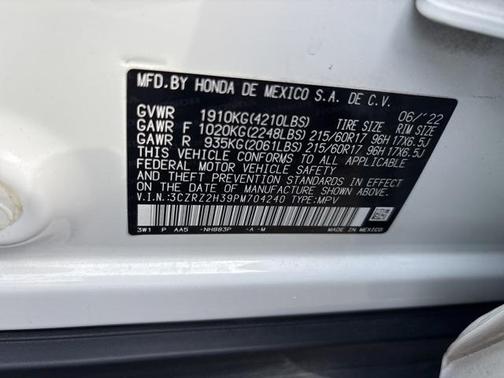 MFD.BY HONDA DE MEXICO S.A. DE C.V.
06/'22
GVWR 1910KG(4210LBS) TIRE SIZE RIM SIZE
GAWR F 1020KG(2248LBS) 215/60R17 96H 17X6.5J
GAWR R 935KG(2061LBS) 215/60R17 96H 17X6.5J
THIS VEHICLE CONFORMS TO ALL APPLICABLE
FEDERAL MOTOR VEHICLE SAFETY
AND THEFT PREVENTION STANDARDS IN EFFECT ON
THE DATE OF MANUFACTURE SHOWN ABOVE.
V.I.N.:3CZRZ2H39PM704240 TYPE:MPV
3W1 P AA5 -NH883P -A -M
MADE IN MEXICO